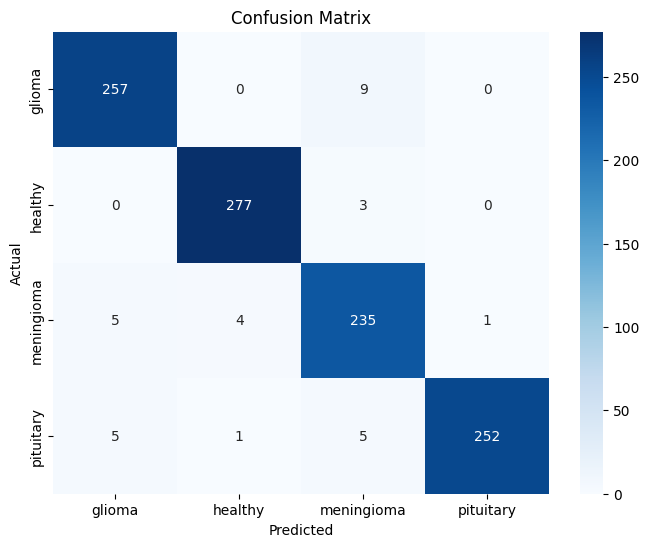 Confusion Matrix
glioma 257 0 9 0
healthy 0 277 3 0
meningioma 5 4 235 1
pituitary 5 1 5 252
glioma healthy meningioma pituitary
Predicted
Actual
250
200
150
100
50
0